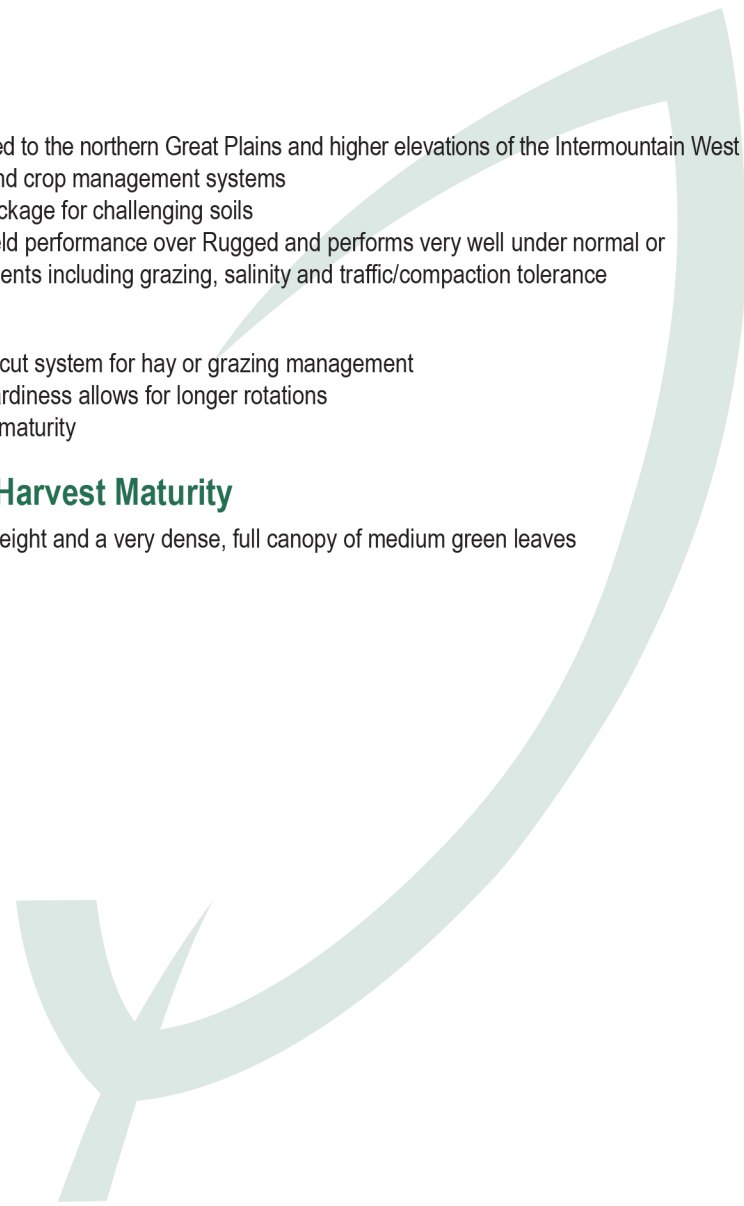 ed to the northern Great Plains and higher elevations of the Intermountain West
nd crop management systems
ckage for challenging soils
eld performance over Rugged and performs very well under normal or
ents including grazing, salinity and traffic/compaction tolerance
cut system for hay or grazing management
rdiness allows for longer rotations
maturity
Harvest Maturity
eight and a very dense, full canopy of medium green leaves